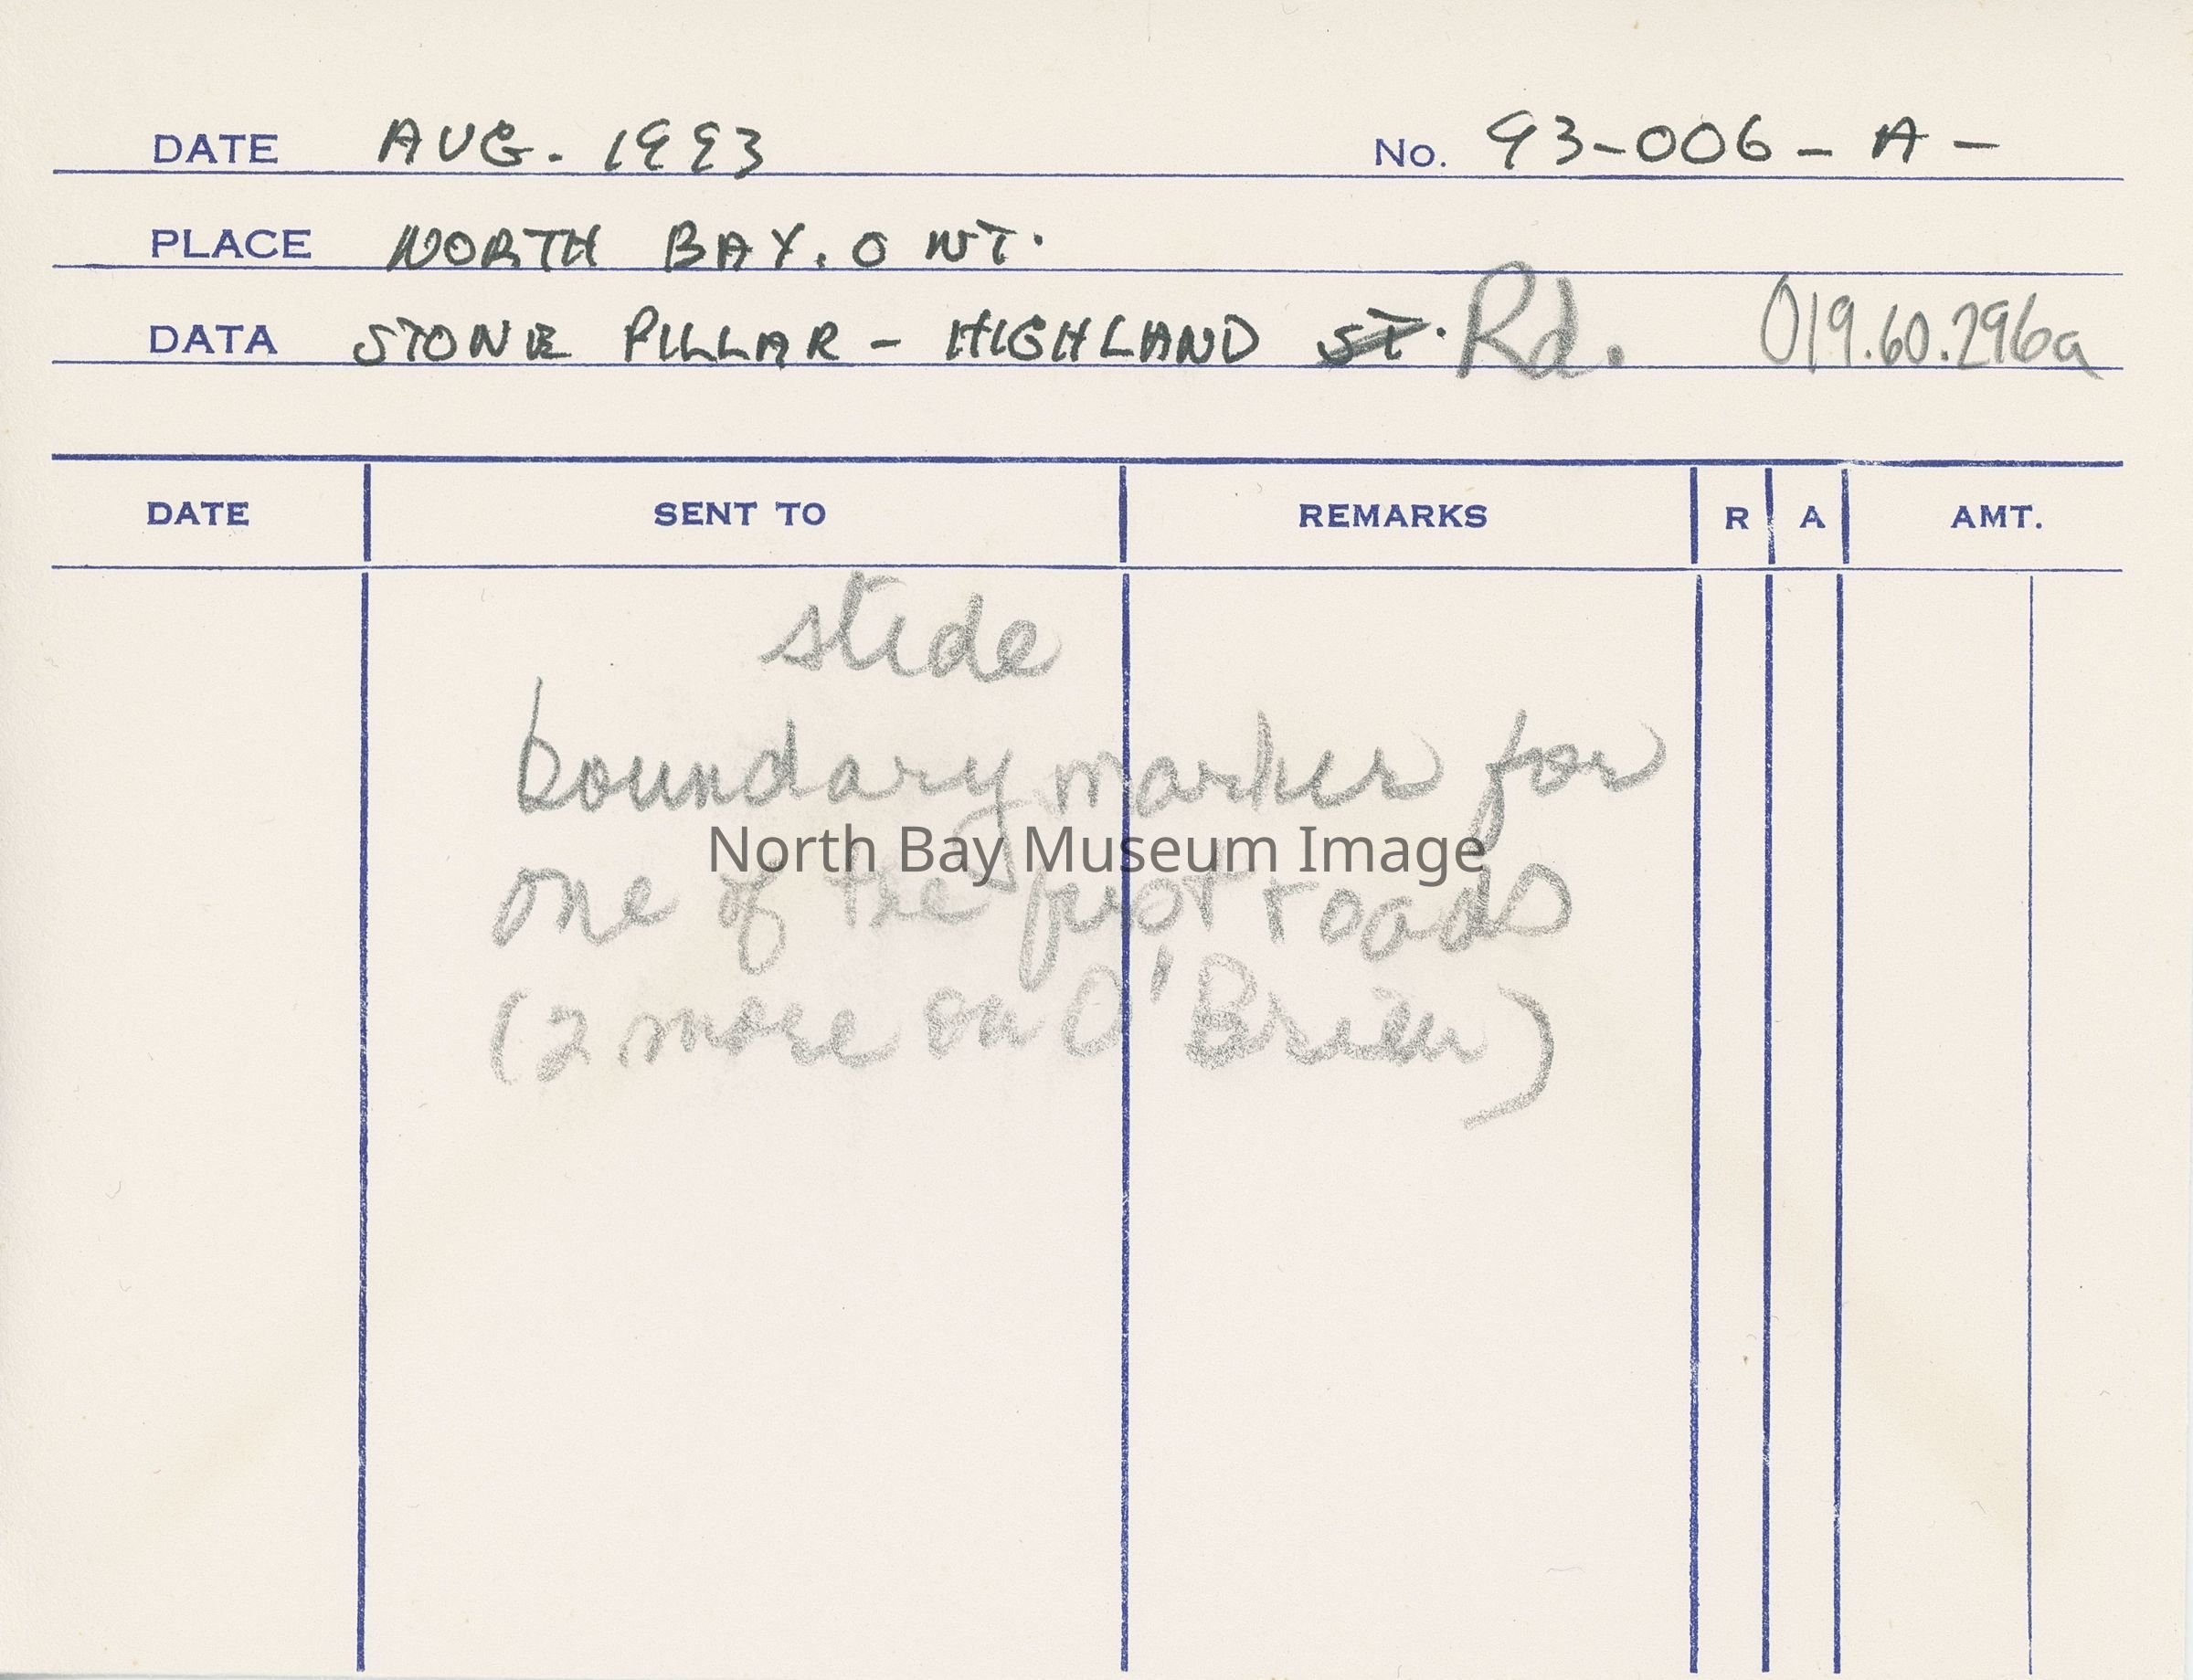 DATE AUG. 1993 No. 93-006-A-
PLACE NORTH BAY. ONT.
DATA STONE PILLAR - HIGHLAND ST. Rd. 019.60.296a
DATE SENT TO REMARKS R A AMT.
slide
boundary marker for
North Bay Museum Image
one of the first roads
(2 more on O'Brien)